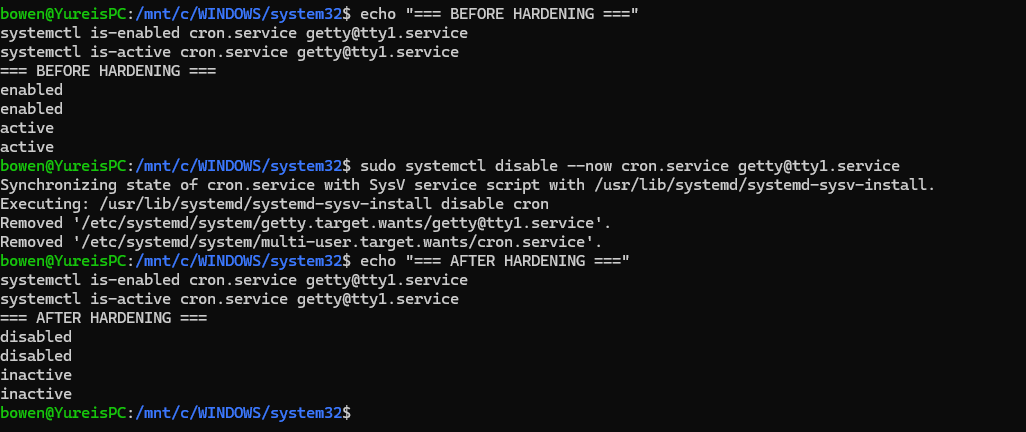 bowen@YureisPC:/mnt/c/WINDOWS/system32$ echo "=== BEFORE HARDENING ==="
systemctl is-enabled cron.service getty@tty1.service
systemctl is-active cron.service getty@tty1.service
=== BEFORE HARDENING ===
enabled
enabled
active
active
bowen@YureisPC:/mnt/c/WINDOWS/system32$ sudo systemctl disable --now cron.service getty@tty1.service
Synchronizing state of cron.service with SysV service script with /usr/lib/systemd/systemd-sysv-install.
Executing: /usr/lib/systemd/systemd-sysv-install disable cron
Removed '/etc/systemd/system/getty.target.wants/getty@tty1.service'.
Removed '/etc/systemd/system/multi-user.target.wants/cron.service'.
bowen@YureisPC:/mnt/c/WINDOWS/system32$ echo "=== AFTER HARDENING ==="
systemctl is-enabled cron.service getty@tty1.service
systemctl is-active cron.service getty@tty1.service
=== AFTER HARDENING ===
disabled
disabled
inactive
inactive
bowen@YureisPC:/mnt/c/WINDOWS/system32$